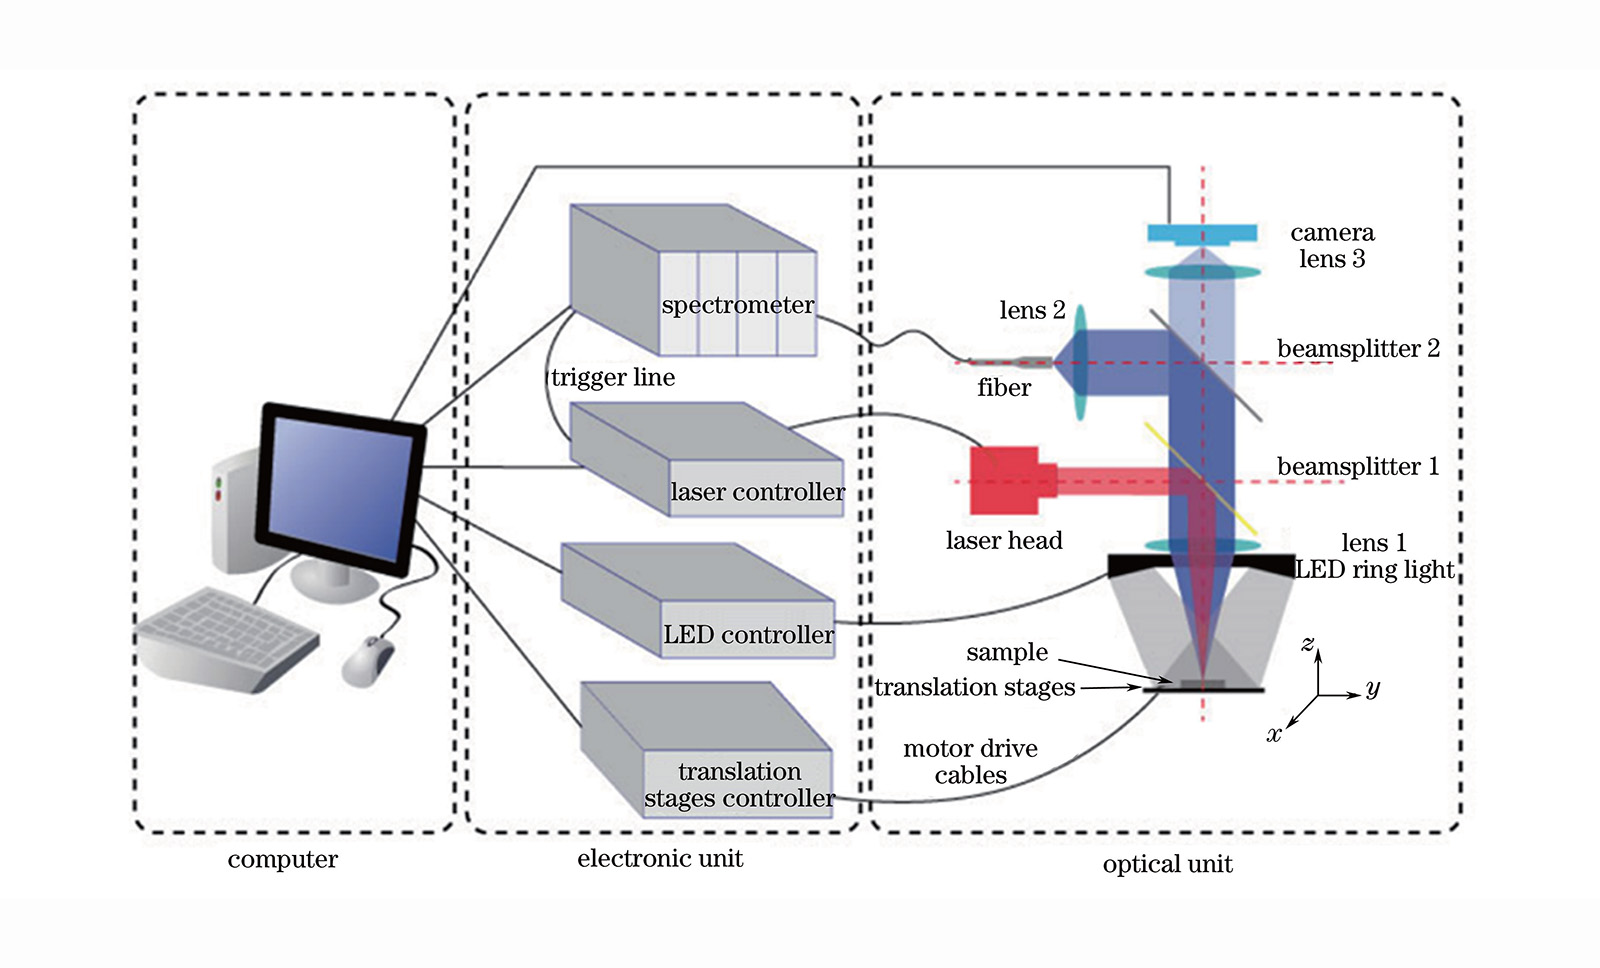 camera
lens 3
spectrometer
lens 2
beamsplitter 2
trigger line
fiber
beamsplitter 1
laser controller
laser head
lens 1
LED ring light
LED controller
sample
translation stages
z
y
x
motor drive
cables
translation
stages controller
computer
electronic unit
optical unit